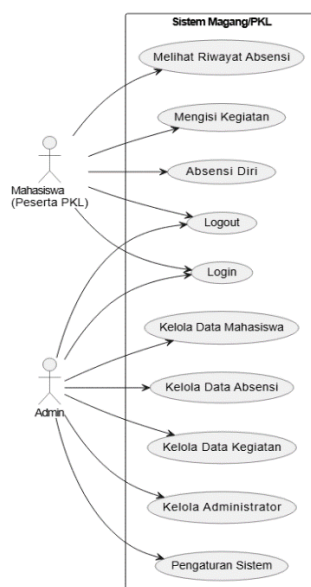 Sistem Magang/PKL
Melihat Riwayat Absensi
Mengisi Kegiatan
Absensi Diri
Mahasiswa
(Peserta PKL)
Logout
Login
Kelola Data Mahasiswa
Kelola Data Absensi
Admin
Kelola Data Kegiatan
Kelola Administrator
Pengaturan Sistem